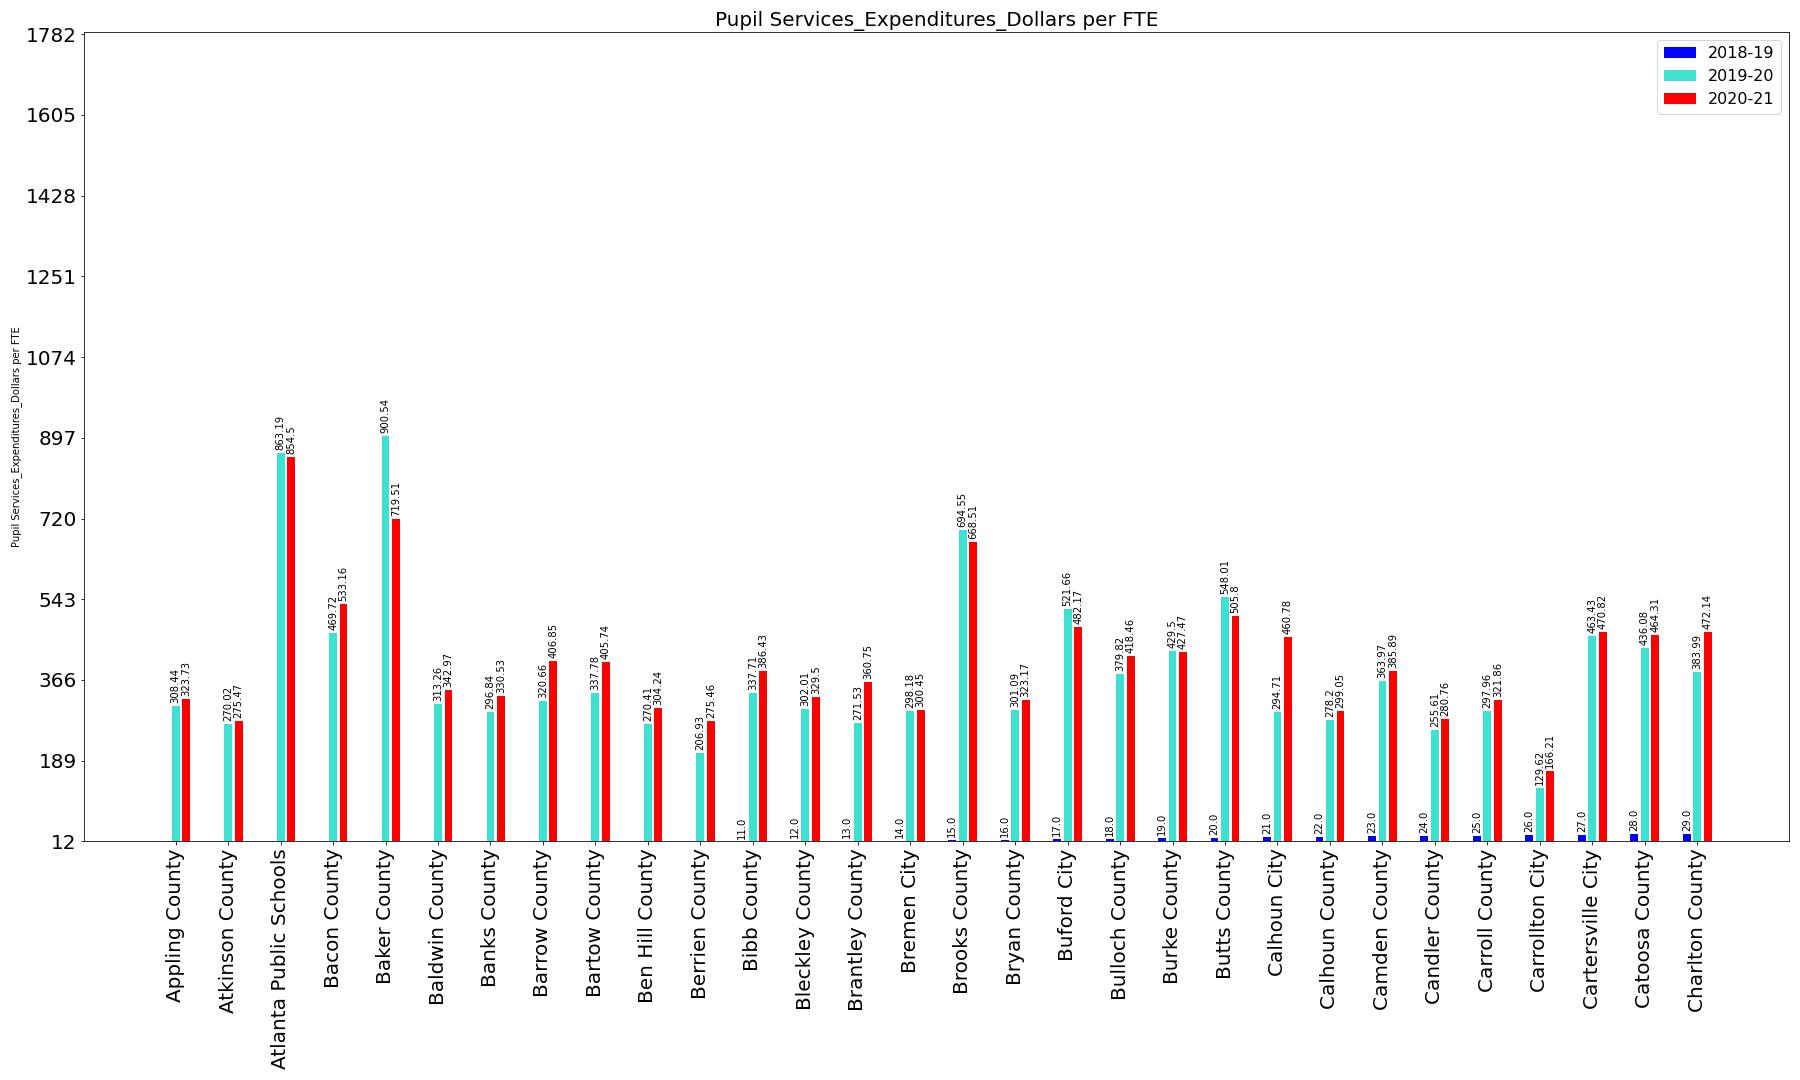 Pupil Services_Expenditures_Dollars per FTE
1782
1605
1428
1251
1074
897
720
543
366
189
12
Pupil Services_Expenditures_Dollars per FTE
2018-19
2019-20
2020-21
308.44
323.73
270.02
275.47
863.19
854.5
469.72
533.16
900.54
719.51
313.26
342.97
296.84
330.53
320.66
406.85
337.78
405.74
270.41
304.24
206.93
275.46
11.0
337.71
386.43
12.0
302.01
329.5
13.0
271.53
360.75
14.0
298.18
300.45
15.0
694.55
668.51
16.0
301.09
323.17
17.0
521.66
482.17
18.0
379.82
418.46
19.0
429.5
427.47
20.0
548.01
505.8
21.0
294.71
460.78
22.0
278.2
299.05
23.0
363.97
385.89
24.0
255.61
280.76
25.0
297.96
321.86
26.0
129.62
166.21
27.0
463.43
470.82
28.0
436.08
464.31
29.0
383.99
472.14
Appling County
Atkinson County
Atlanta Public Schools
Bacon County
Baker County
Baldwin County
Banks County
Barrow County
Bartow County
Ben Hill County
Berrien County
Bibb County
Bleckley County
Brantley County
Bremen City
Brooks County
Bryan County
Buford City
Bulloch County
Burke County
Butts County
Calhoun City
Calhoun County
Camden County
Candler County
Carroll County
Carrollton City
Cartersville City
Catoosa County
Charlton County